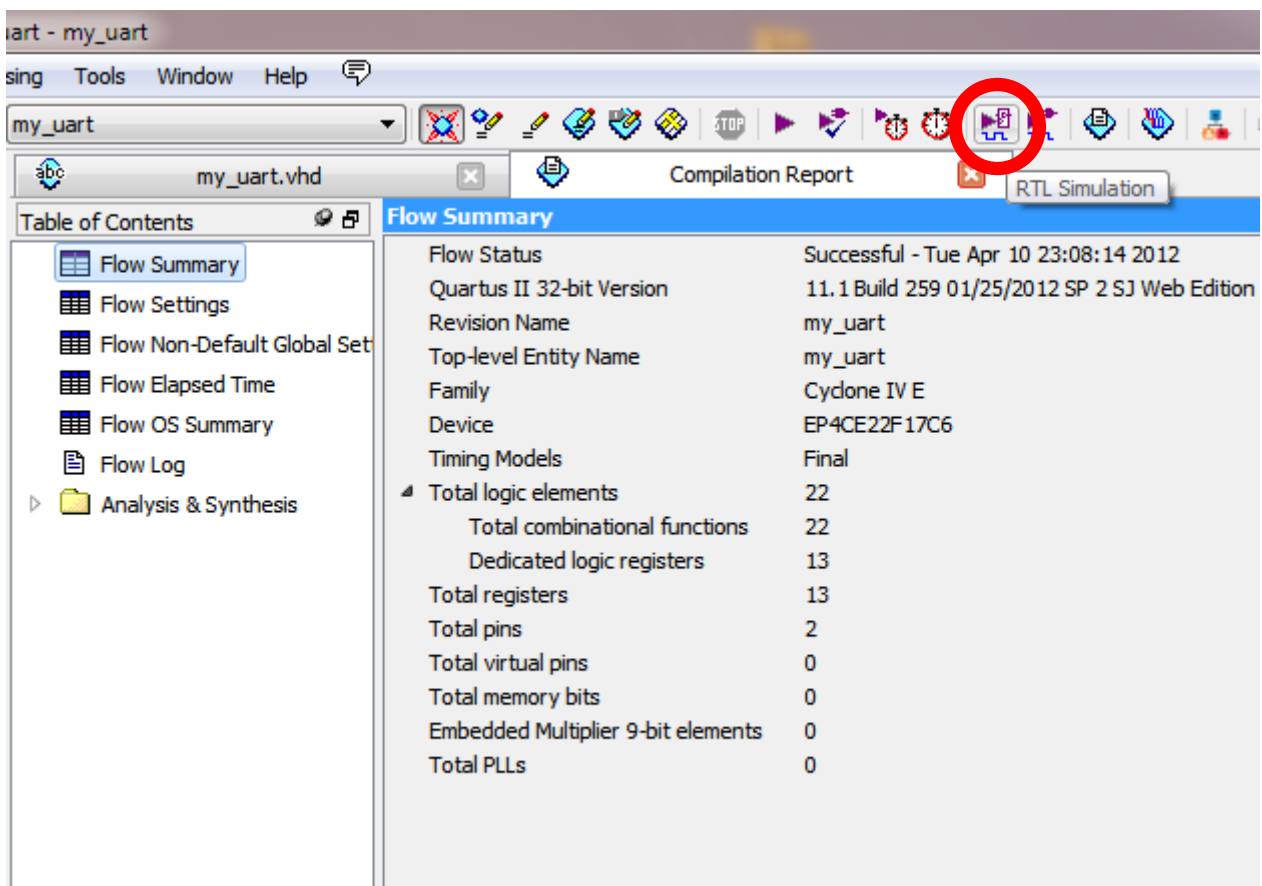 uart - my_uart
sing Tools Window Help
my_uart
STOP
abc my_uart.vhd Compilation Report
RTL Simulation
Table of Contents
Flow Summary
Flow Settings
Flow Non-Default Global Sett
Flow Elapsed Time
Flow OS Summary
Flow Log
Analysis & Synthesis
Flow Summary
Flow Status Successful - Tue Apr 10 23:08:14 2012
Quartus II 32-bit Version 11.1 Build 259 01/25/2012 SP 2 SJ Web Edition
Revision Name my_uart
Top-level Entity Name my_uart
Family Cyclone IV E
Device EP4CE22F17C6
Timing Models Final
Total logic elements 22
Total combinational functions 22
Dedicated logic registers 13
Total registers 13
Total pins 2
Total virtual pins 0
Total memory bits 0
Embedded Multiplier 9-bit elements 0
Total PLLs 0